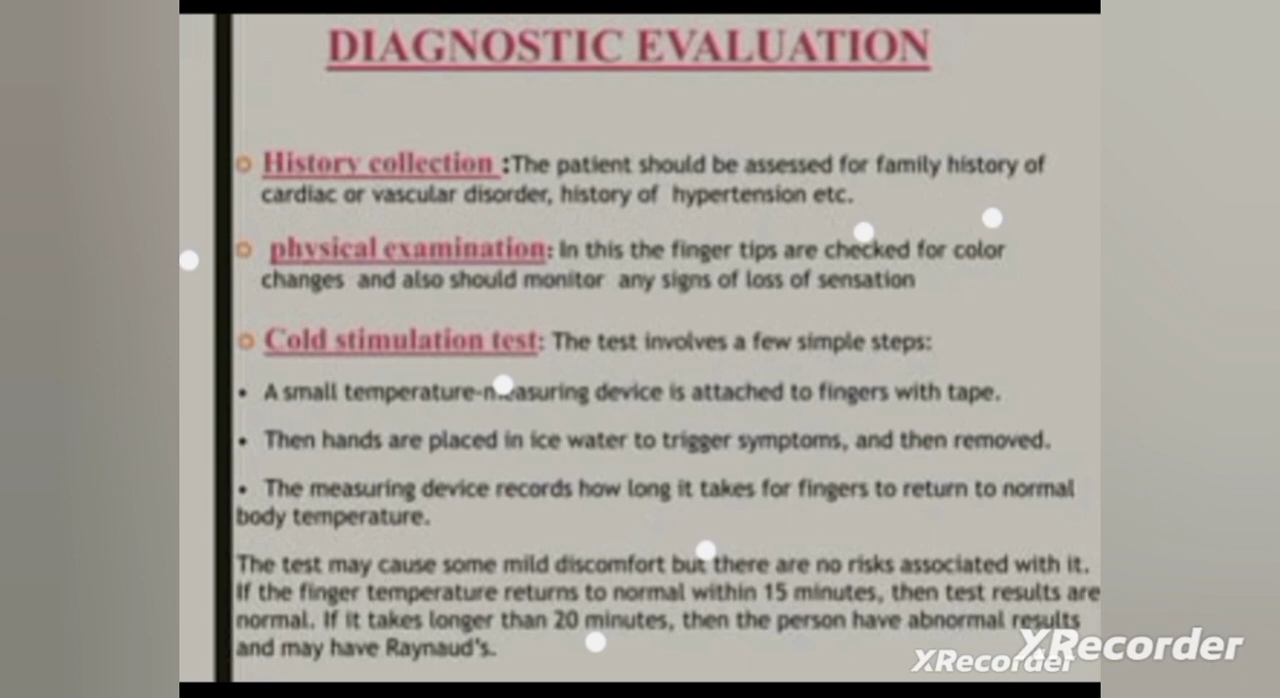 DIAGNOSTIC EVALUATION
History collection :The patient should be assessed for family history of
cardiac or vascular disorder, history of hypertension etc.
physical examination: In this the finger tips are checked for color
changes and also should monitor any signs of loss of sensation
Cold stimulation test: The test involves a few simple steps:
• A small temperature-measuring device is attached to fingers with tape.
• Then hands are placed in ice water to trigger symptoms, and then removed.
• The measuring device records how long it takes for fingers to return to normal
body temperature.
The test may cause some mild discomfort but there are no risks associated with it.
If the finger temperature returns to normal within 15 minutes, then test results are
normal. If it takes longer than 20 minutes, then the person have abnormal results
and may have Raynaud's.
XRecorder
XRecorder